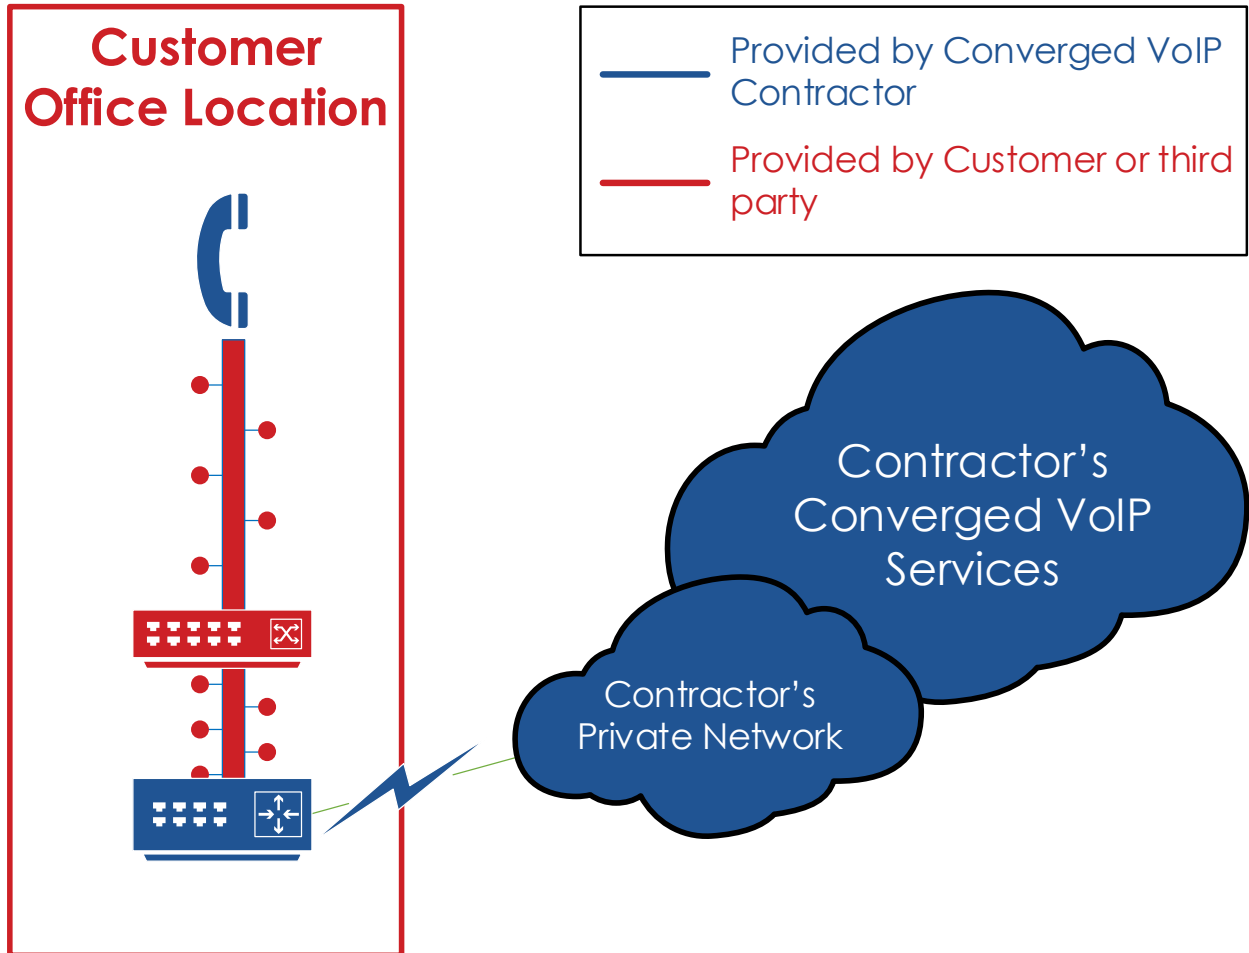 Customer
Office Location
Provided by Converged VoIP
Contractor
Provided by Customer or third
party
Contractor’s
Converged VoIP
Services
Contractor’s
Private Network